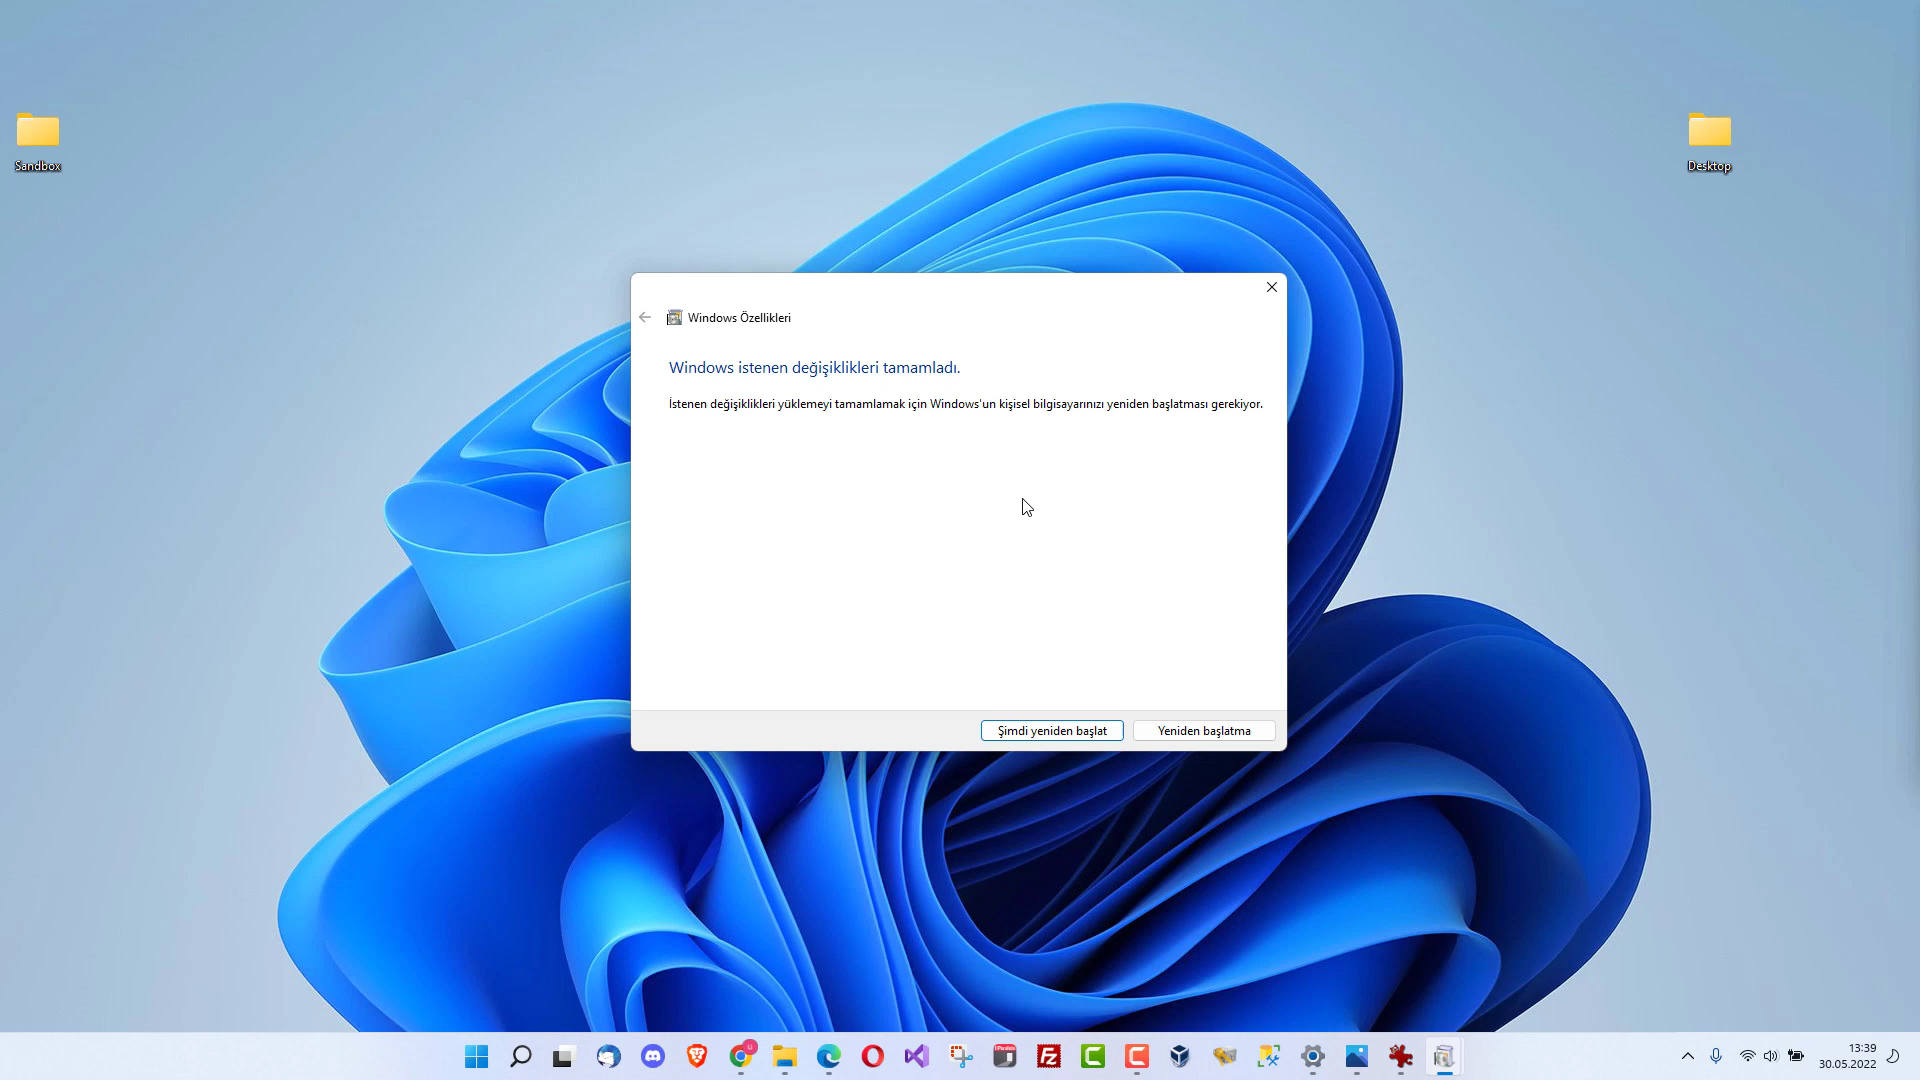 Sandbox
Desktop
Windows Özellikleri
Windows istenen değişiklikleri tamamladı.
İstenen değişiklikleri yüklemeyi tamamlamak için Windows'un kişisel bilgisayarınızı yeniden başlatması gerekiyor.
Şimdi yeniden başlat
Yeniden başlatma
13:39
30.05.2022